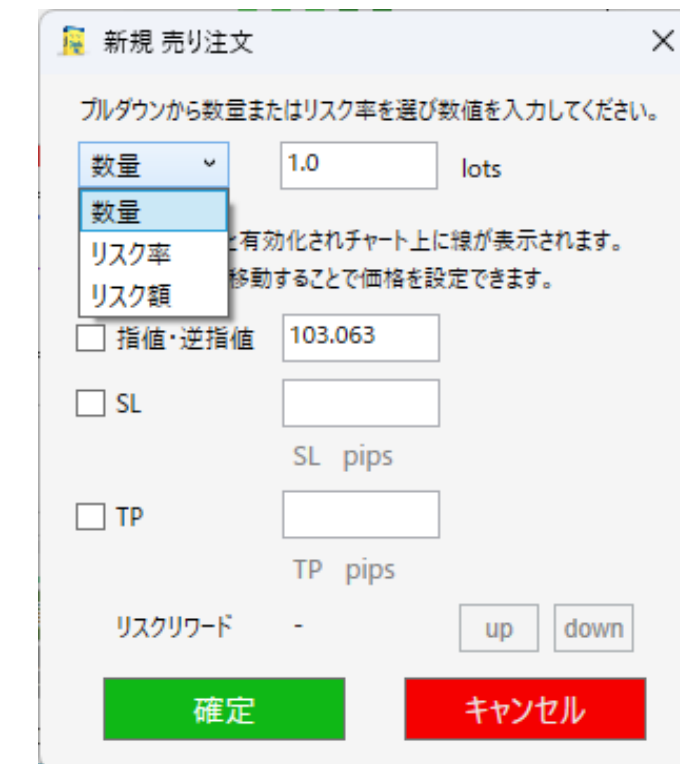 新規 売り注文
プルダウンから数量またはリスク率を選び数値を入力してください。
数量 1.0 lots
数量
リスク率
リスク額
と有効化されチャート上に線が表示されます。
移動することで価格を設定できます。
指値・逆指値 103.063
SL
SL pips
TP
TP pips
リスクリワード - up down
確定 キャンセル